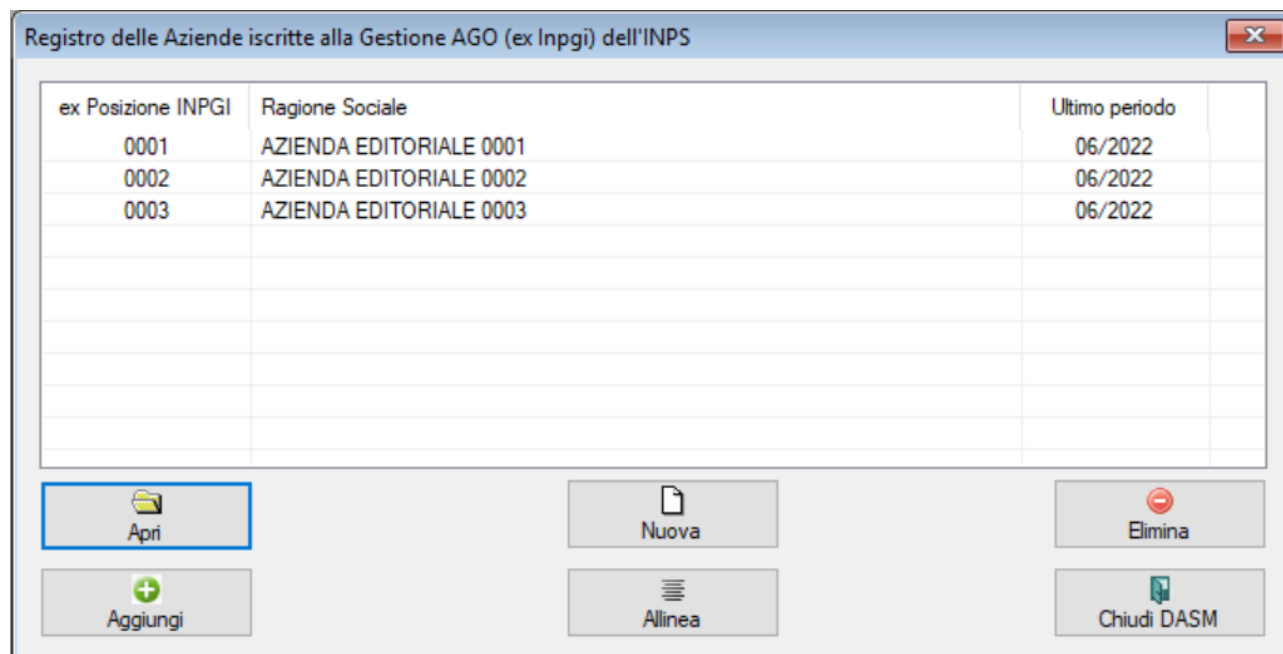 Registro delle Aziende iscritte alla Gestione AGO (ex Inpgi) dell'INPS
ex Posizione INPGI Ragione Sociale Ultimo periodo
0001 AZIENDA EDITORIALE 0001 06/2022
0002 AZIENDA EDITORIALE 0002 06/2022
0003 AZIENDA EDITORIALE 0003 06/2022
Apri Nuova Elimina
Aggiungi Allinea Chiudi DASM